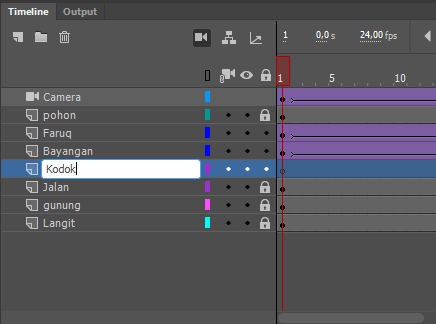 Timeline Output
1 0,0 s 24,00 fps
1 5 10
Camera
pohon
Faruq
Bayangan
Kodok
Jalan
gunung
Langit